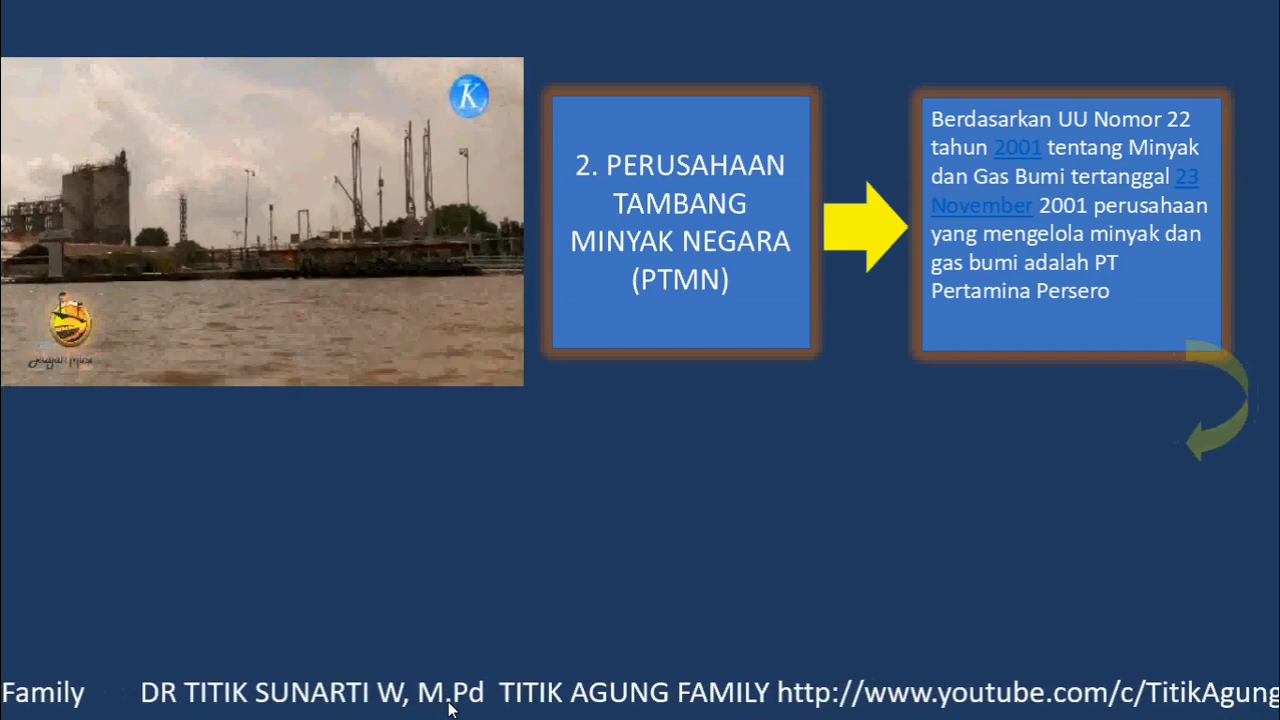 K
2. PERUSAHAAN
TAMBANG
MINYAK NEGARA
(PTMN)
Berdasarkan UU Nomor 22
tahun 2001 tentang Minyak
dan Gas Bumi tertanggal 23
November 2001 perusahaan
yang mengelola minyak dan
gas bumi adalah PT
Pertamina Persero
Family DR TITIK SUNARTI W, M.Pd TITIK AGUNG FAMILY http://www.youtube.com/c/TitikAgung